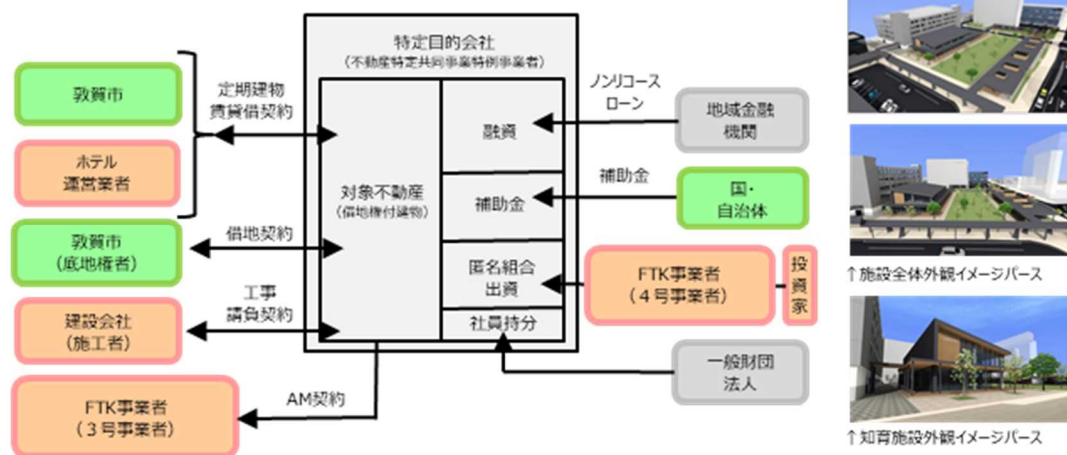 特定目的会社
(不動産特定共同事業特例事業者)
敦賀市
ホテル
運営業者
定期建物
賃貸借契約
敦賀市
(底地権者)
借地契約
建設会社
(施工者)
工事
請負契約
FTK事業者
(3号事業者)
AM契約
対象不動産
(借地権付建物)
融資
補助金
匿名組合
出資
社員持分
ノンリコース
ローン
地域金融
機関
補助金
国・
自治体
FTK事業者
(4号事業者)
投
資
家
一般財団
法人
↑施設全体外観イメージパース
↑知育施設外観イメージパース